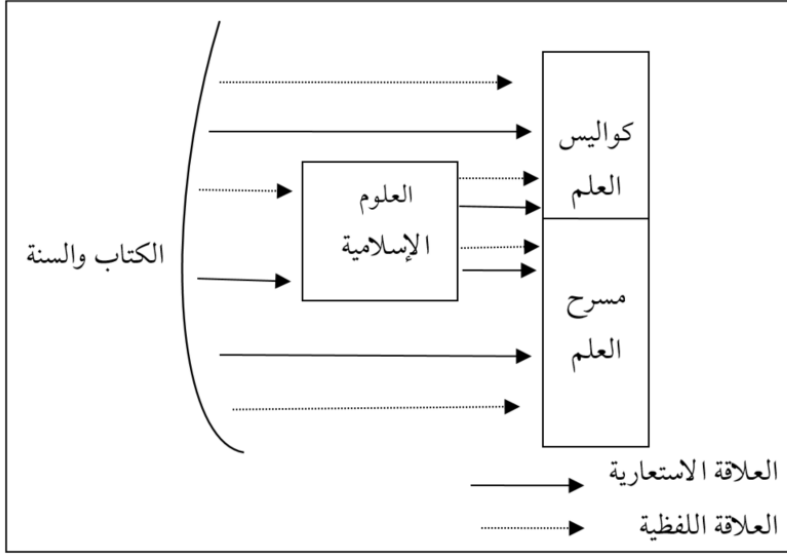 كواليس
العلم
العلوم
الإسلامية
الكتاب والسنة
مسرح
العلم
العلاقة الاستعارية
العلاقة اللفظية